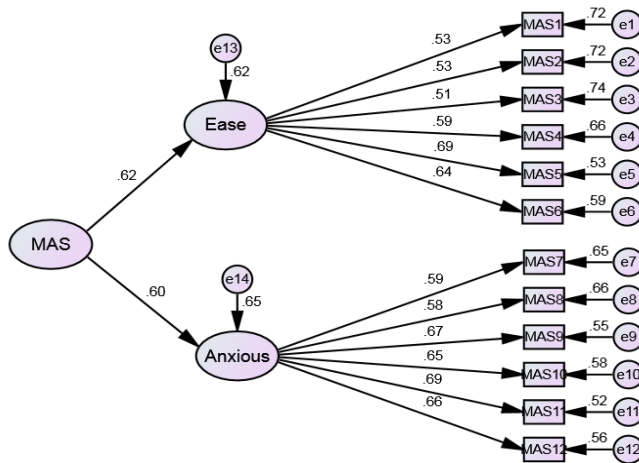 MAS1 .72 e1
.53
e13
MAS2 .72 e2
.62
.53
MAS3 .74 e3
.51
Ease
.59
MAS4 .66 e4
.69
MAS5 .53 e5
.64
MAS6 .59 e6
.62
MAS
MAS7 .65 e7
.59
e14
MAS8 .66 e8
.58
.60
.65
.67
MAS9 .55 e9
Anxious
.65
MAS10 .58 e10
.69
MAS11 .52 e11
.66
MAS12 .56 e12